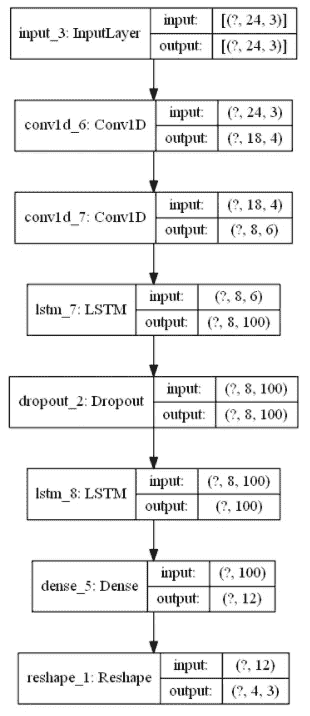 input_3: InputLayer
input:
[(?, 24, 3)]
output:
[(?, 24, 3)]
conv1d_6: Conv1D
input:
(?, 24, 3)
output:
(?, 18, 4)
conv1d_7: Conv1D
input:
(?, 18, 4)
output:
(?, 8, 6)
lstm_7: LSTM
input:
(?, 8, 6)
output:
(?, 8, 100)
dropout_2: Dropout
input:
(?, 8, 100)
output:
(?, 8, 100)
lstm_8: LSTM
input:
(?, 8, 100)
output:
(?, 100)
dense_5: Dense
input:
(?, 100)
output:
(?, 12)
reshape_1: Reshape
input:
(?, 12)
output:
(?, 4, 3)